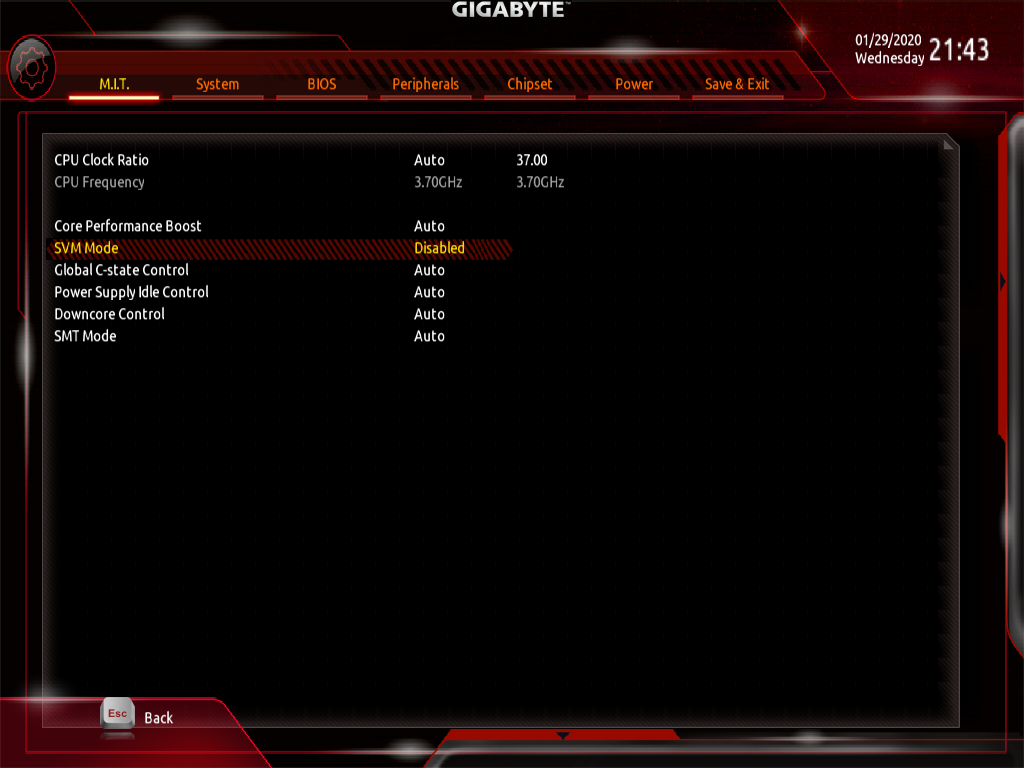 GIGABYTE™
01/29/2020
Wednesday
21:43
M.I.T. System BIOS Peripherals Chipset Power Save & Exit
CPU Clock Ratio Auto 37.00
CPU Frequency 3.70GHz 3.70GHz
Core Performance Boost Auto
SVM Mode Disabled
Global C-state Control Auto
Power Supply Idle Control Auto
Downcore Control Auto
SMT Mode Auto
Esc Back